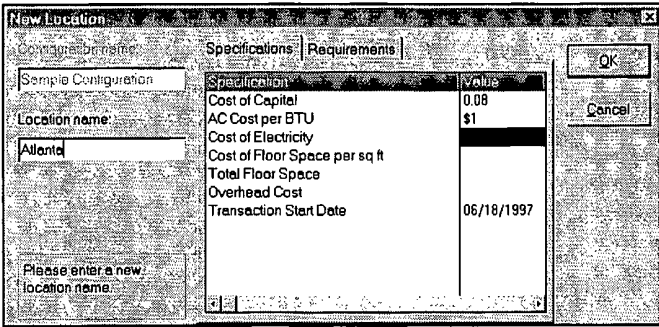 New Location
Configuration name:
Sample Configuration
Location name:
Atlanta
Please enter a new location name.
Specifications
Requirements
Specification Value
Cost of Capital 0.08
AC Cost per BTU $1
Cost of Electricity
Cost of Floor Space per sq ft
Total Floor Space
Overhead Cost
Transaction Start Date 06/18/1997
OK
Cancel